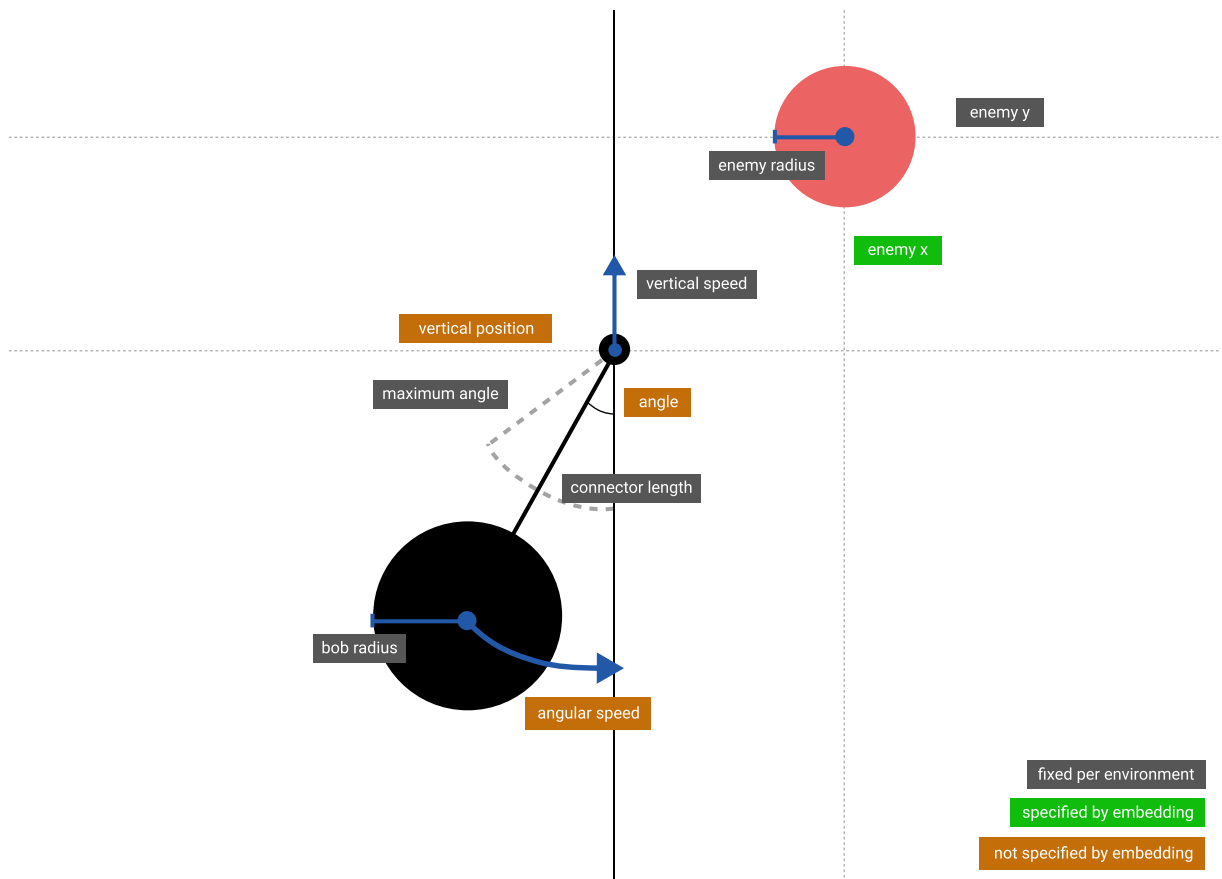 enemy y
enemy radius
enemy x
vertical speed
vertical position
maximum angle
angle
connector length
bob radius
angular speed
fixed per environment
specified by embedding
not specified by embedding